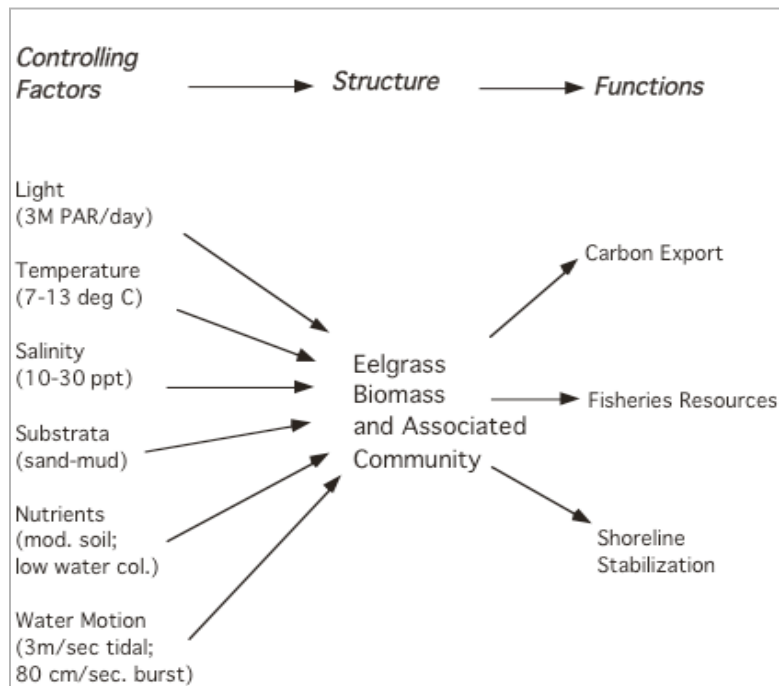 Controlling
Factors
Structure
Functions
Light
(3M PAR/day)
Temperature
(7-13 deg C)
Salinity
(10-30 ppt)
Substrata
(sand-mud)
Nutrients
(mod. soil;
low water col.)
Water Motion
(3m/sec tidal;
80 cm/sec. burst)
Eelgrass
Biomass
and Associated
Community
Carbon Export
Fisheries Resources
Shoreline
Stabilization